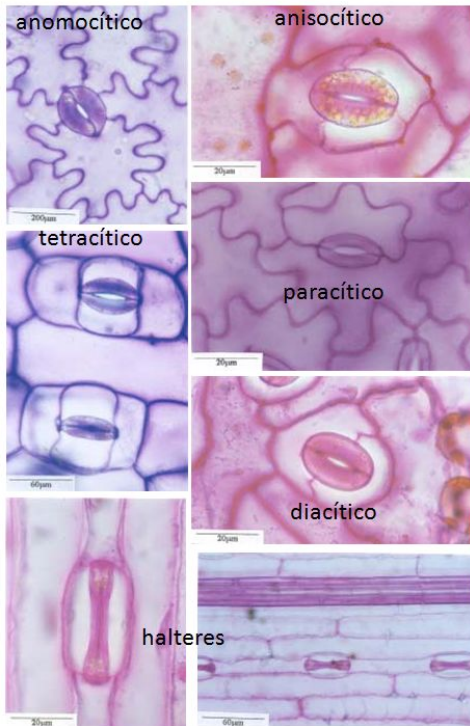 anomocítico
anisocítico
200µm
20µm
tetracítico
paracítico
20µm
60µm
diacítico
20µm
halteres
20µm
60µm